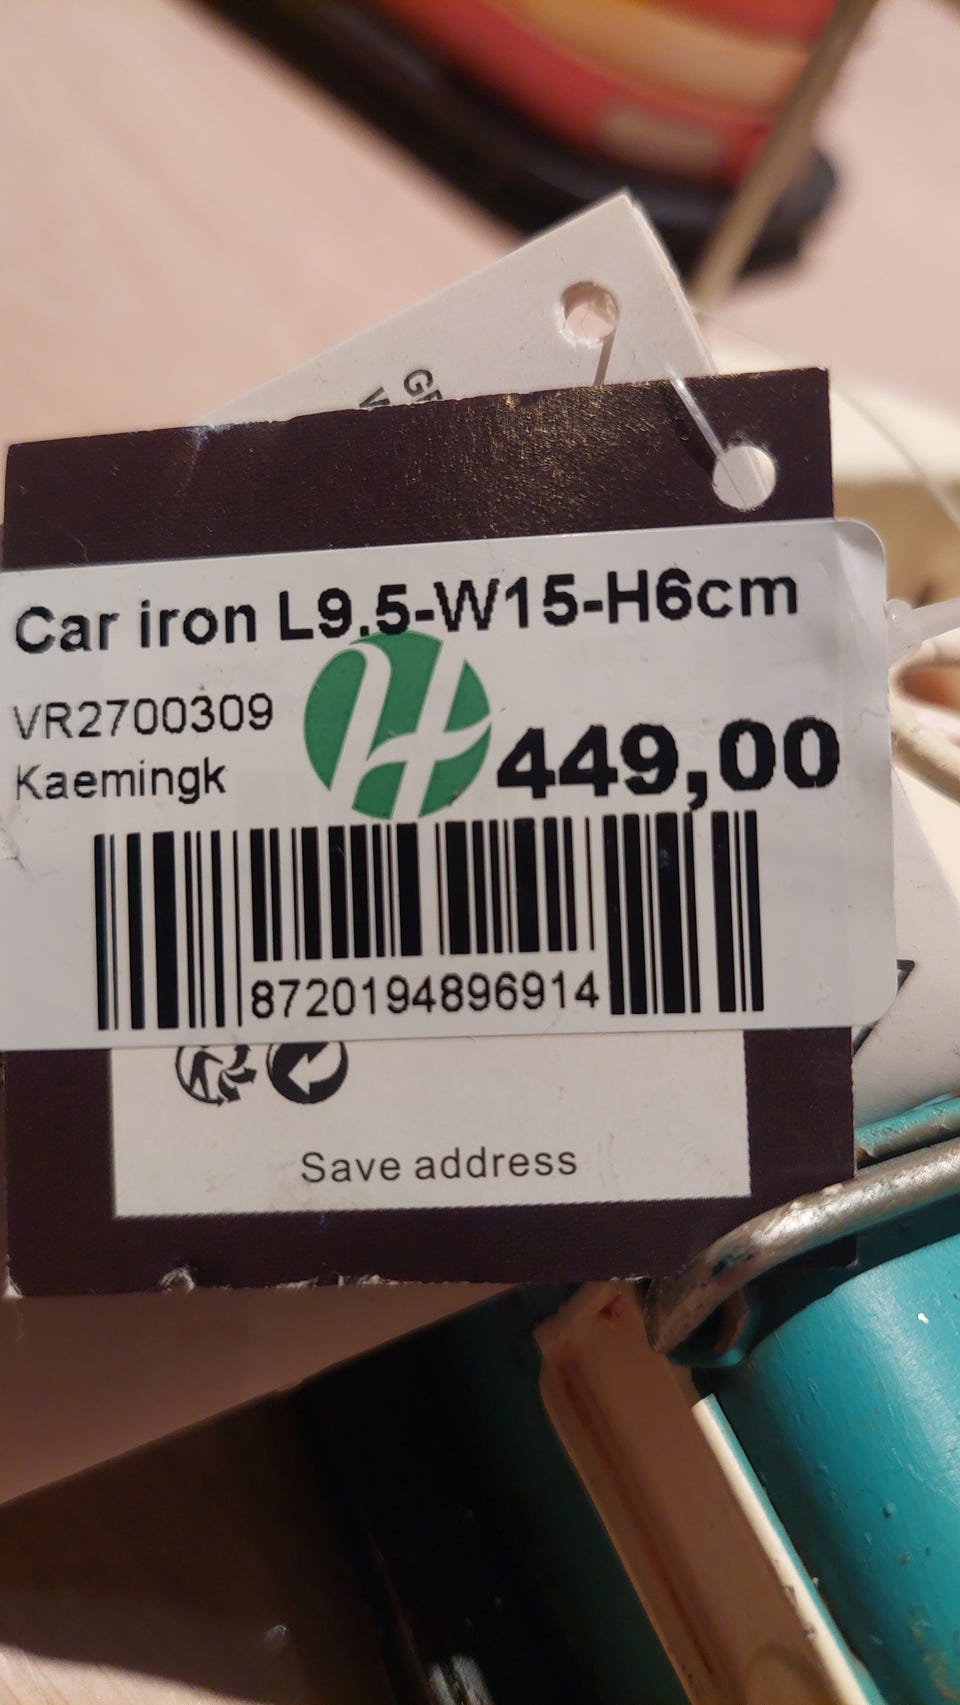 Car iron L9.5-W15-H6cm
VR2700309
Kaemingk
449,00
8720194896914
Save address